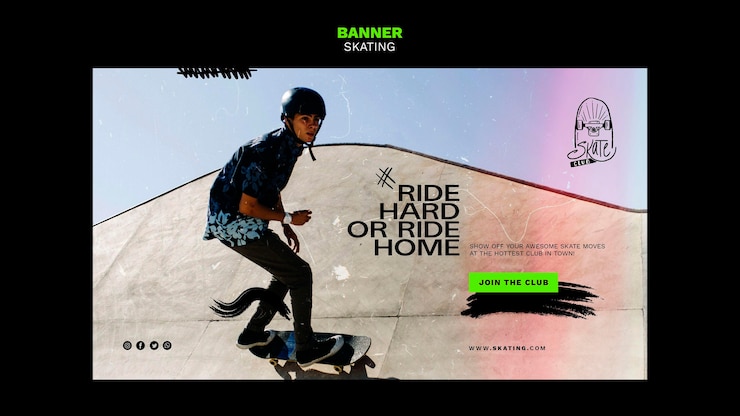 BANNER
SKATING
SKATE
CLUB
#RIDE
HARD
OR RIDE
HOME
SHOW OFF YOUR AWESOME SKATE MOVES
AT THE HOTTEST CLUB IN TOWN!
JOIN THE CLUB
WWW.SKATING.COM